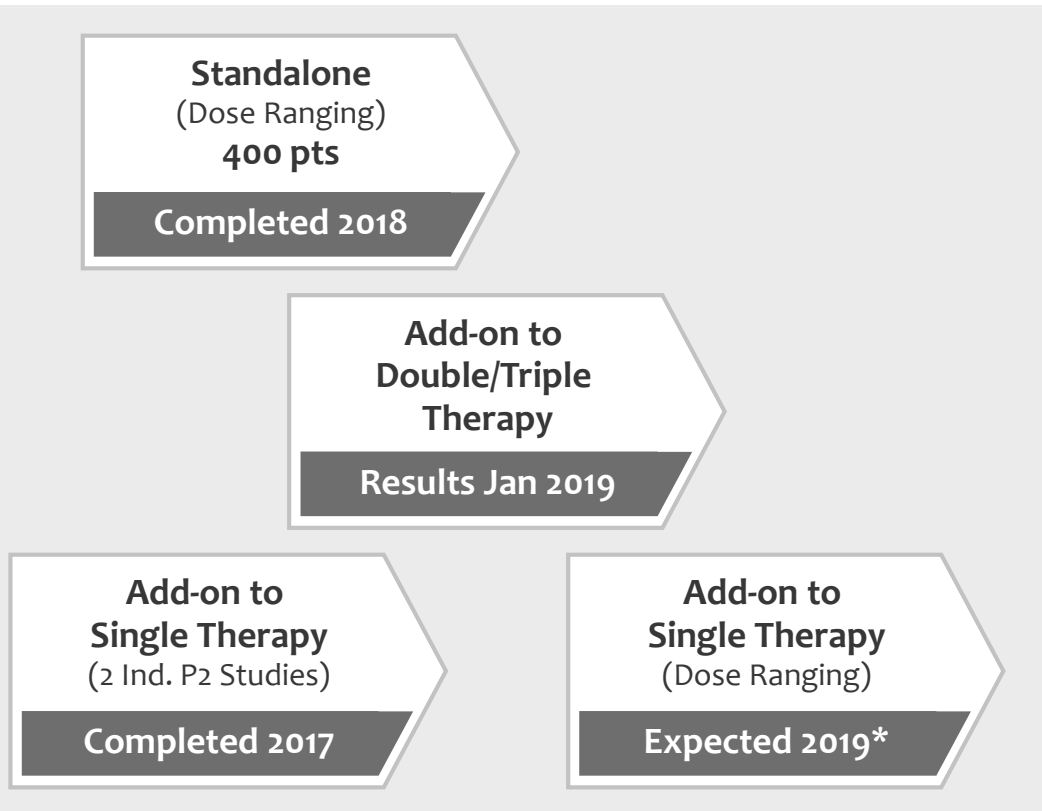 Standalone
(Dose Ranging)
400 pts
Completed 2018
Add-on to
Double/Triple
Therapy
Results Jan 2019
Add-on to
Single Therapy
(2 Ind. P2 Studies)
Completed 2017
Add-on to
Single Therapy
(Dose Ranging)
Expected 2019*